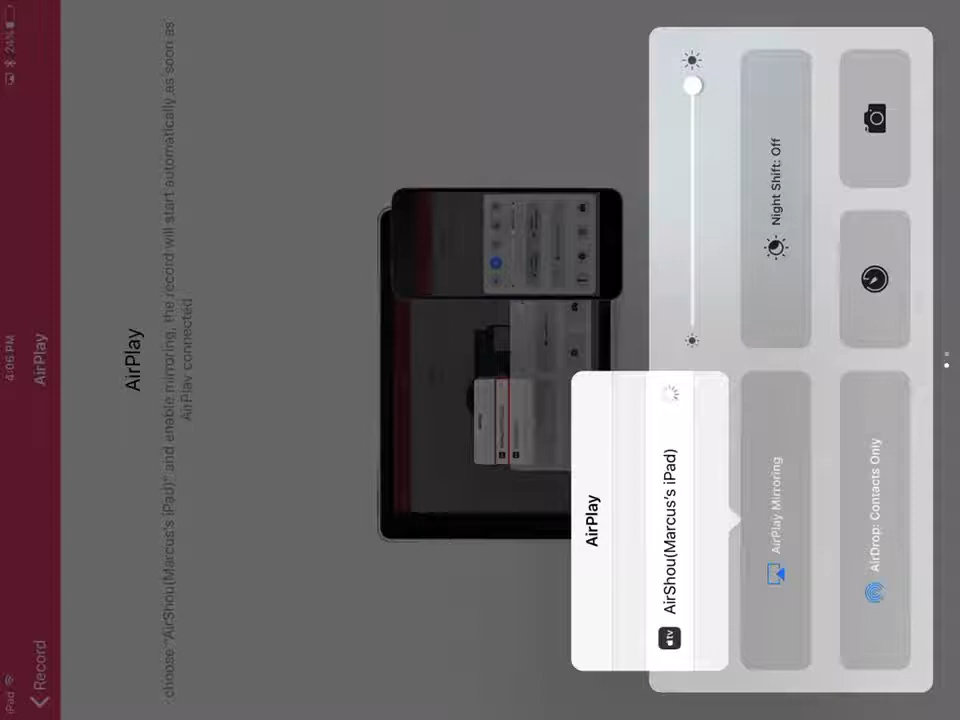 iPad 4:06 PM 24%
Record AirPlay
AirPlay
choose "AirShou(Marcus's iPad)" and enable mirroring, the record will start automatically as soon as
AirPlay connected
AirPlay
tv AirShou(Marcus's iPad)
AirPlay Mirroring
Night Shift: Off
AirDrop: Contacts Only